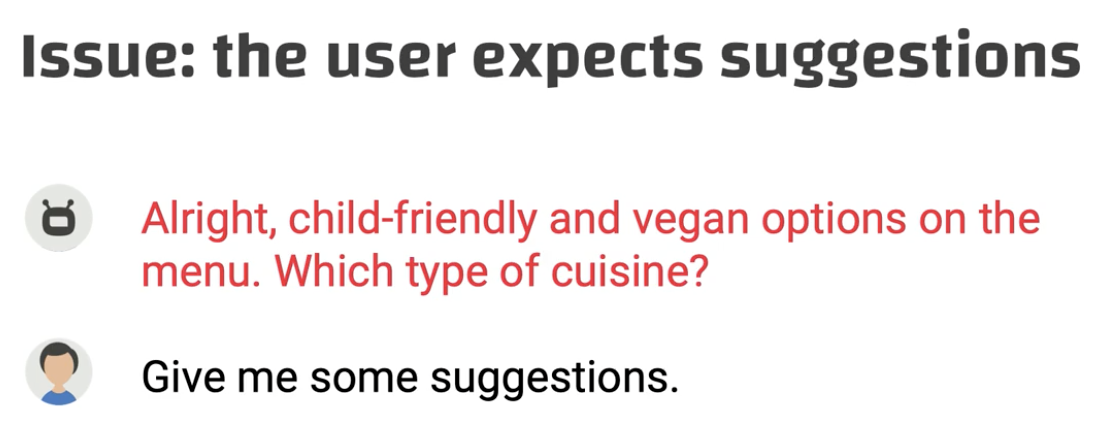 Issue: the user expects suggestions
Alright, child-friendly and vegan options on the
menu. Which type of cuisine?
Give me some suggestions.